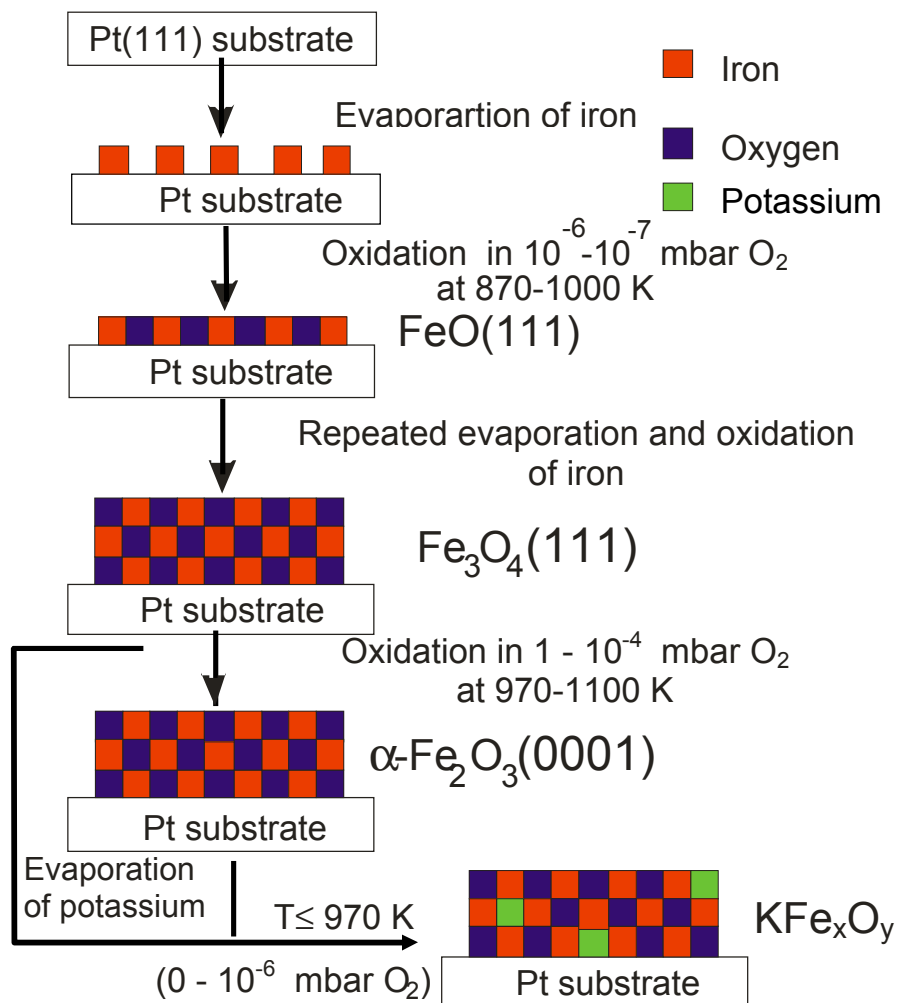 Pt(111) substrate
Iron
Evaporartion of iron
Oxygen
Potassium
Pt substrate
Oxidation in 10⁻⁶-10⁻⁷ mbar O₂
at 870-1000 K
FeO(111)
Pt substrate
Repeated evaporation and oxidation
of iron
Fe₃O₄(111)
Pt substrate
Oxidation in 1 - 10⁻⁴ mbar O₂
at 970-1100 K
α-Fe₂O₃(0001)
Pt substrate
Evaporation
of potassium
T≤ 970 K
(0 - 10⁻⁶ mbar O₂)
KFeₓOᵧ
Pt substrate